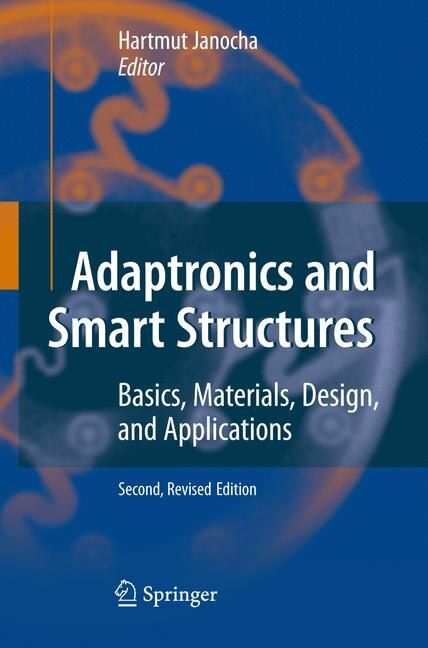 Hartmut Janocha
Editor
Adaptronics and
Smart Structures
Basics, Materials, Design,
and Applications
Second, Revised Edition
Springer